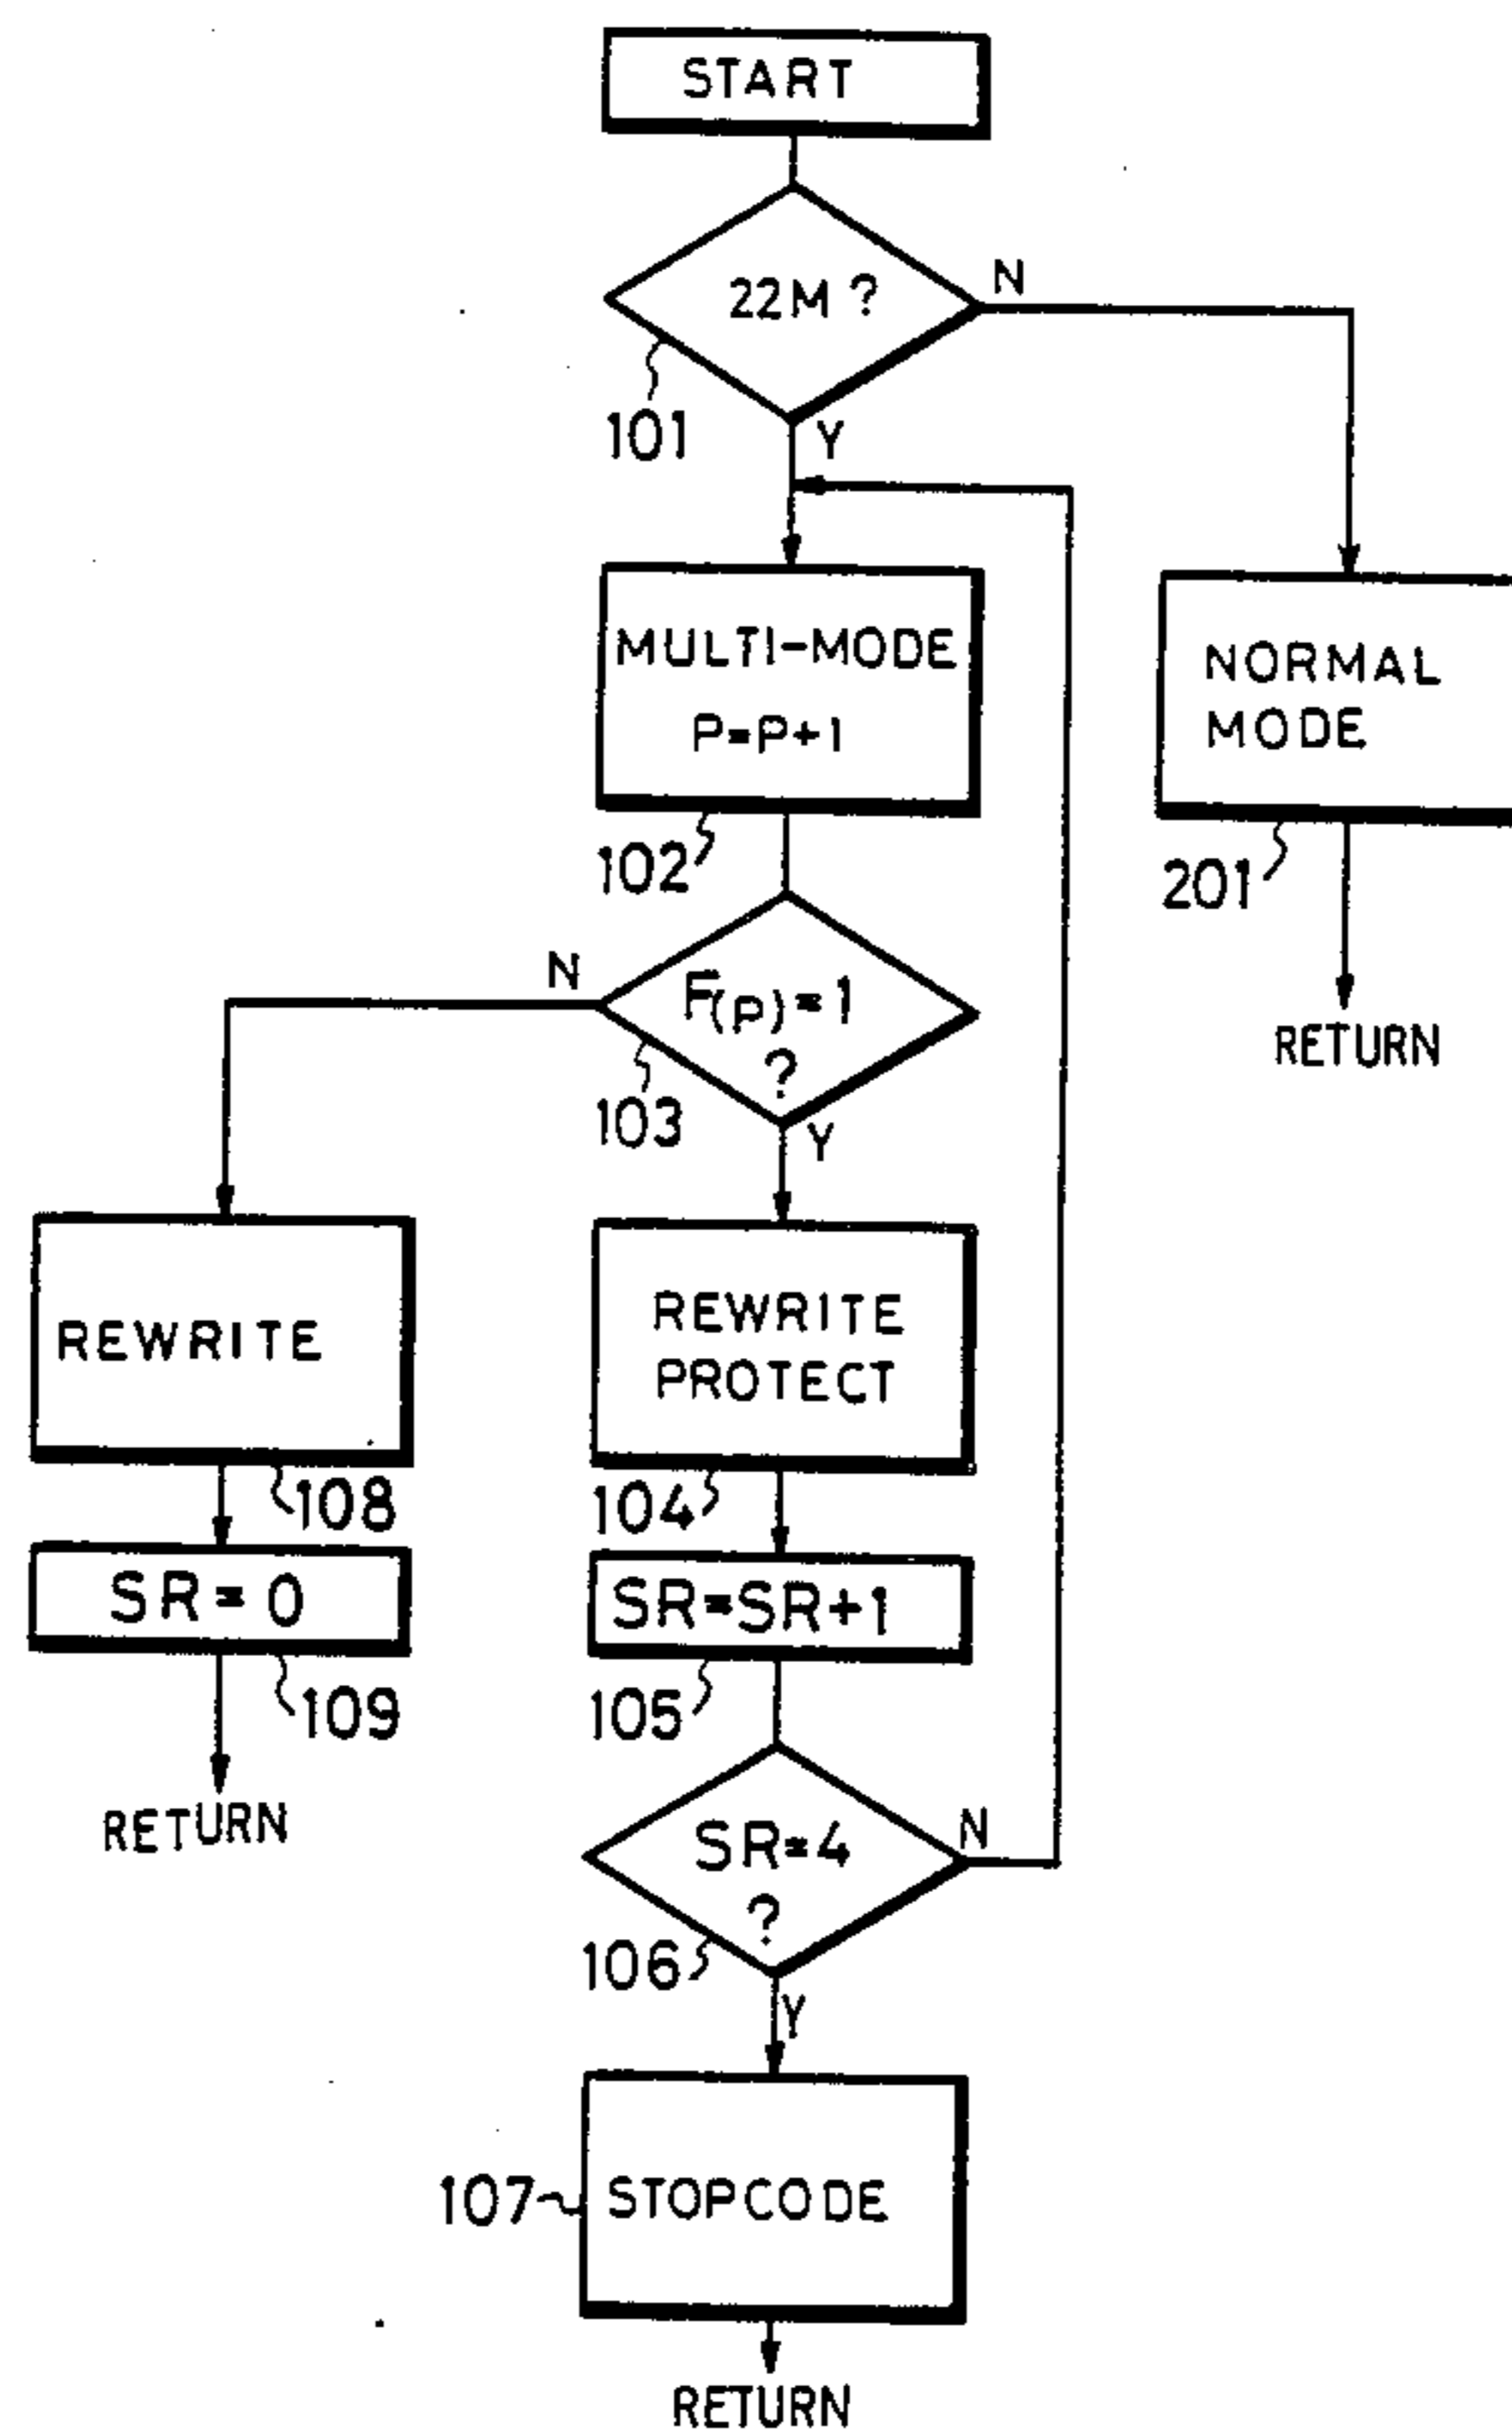 START
22M ?
N
101
Y
MULTI-MODE
P=P+1
NORMAL
MODE
102
201
N
F(P)=1
?
RETURN
103
Y
REWRITE
REWRITE
PROTECT
108
104
SR=0
SR=SR+1
109
105
RETURN
SR=4
?
N
106
Y
107
STOPCODE
RETURN